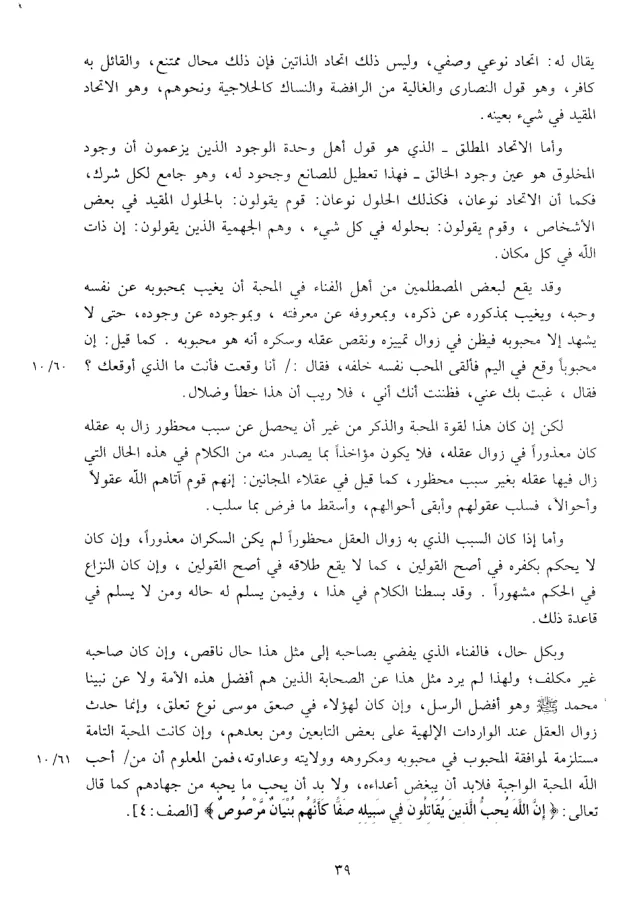 يقال له: اتحاد نوعي وصفي، وليس ذلك اتحاد الذاتين فإن ذلك محال ممتنع، والقائل به
كافر، وهو قول النصارى والغالية من الرافضة والنساك كالحلاجية ونحوهم، وهو الاتحاد
المقيد في شيء بعينه.
وأما الاتحاد المطلق ـ الذي هو قول أهل وحدة الوجود الذين يزعمون أن وجود
المخلوق هو عين وجود الخالق ـ فهذا تعطيل للصانع وجحود له، وهو جامع لكل شرك،
فكما أن الاتحاد نوعان، فكذلك الحلول نوعان: قوم يقولون: بالحلول المقيد في بعض
الأشخاص ، وقوم يقولون: بحلوله في كل شيء ، وهم الجهمية الذين يقولون: إن ذات
الله في كل مكان.
وقد يقع لبعض المصطلمين من أهل الفناء في المحبة أن يغيب بمحبوبه عن نفسه
وحبه، ويغيب بمذكوره عن ذكره، وبمعروفه عن معرفته ، وبموجوده عن وجوده، حتى لا
يشهد إلا محبوبه فيظن في زوال تمييزه ونقص عقله وسكره أنه هو محبوبه . كما قيل: إن
محبوباً وقع في اليم فألقى المحب نفسه خلفه، فقال :/ أنا وقعت فأنت ما الذي أوقعك ؟ ١٠/٦٠
فقال ، غبت بك عني، فظننت أنك أني ، فلا ريب أن هذا خطأ وضلال.
لكن إن كان هذا لقوة المحبة والذكر من غير أن يحصل عن سبب محظور زال به عقله
كان معذوراً في زوال عقله، فلا يكون مؤاخذاً بما يصدر منه من الكلام في هذه الحال التي
زال فيها عقله بغير سبب محظور، كما قيل في عقلاء المجانين: إنهم قوم آتاهم الله عقولاً
وأحوالاً، فسلب عقولهم وأبقى أحوالهم، وأسقط ما فرض بما سلب.
وأما إذا كان السبب الذي به زوال العقل محظوراً لم يكن السكران معذوراً، وإن كان
لا يحكم بكفره في أصح القولين ، كما لا يقع طلاقه في أصح القولين ، وإن كان النزاع
في الحكم مشهوراً . وقد بسطنا الكلام في هذا ، وفيمن يسلم له حاله ومن لا يسلم في
قاعدة ذلك.
وبكل حال، فالفناء الذي يفضي بصاحبه إلى مثل هذا حال ناقص، وإن كان صاحبه
غير مكلف؛ ولهذا لم يرد مثل هذا عن الصحابة الذين هم أفضل هذه الأمة ولا عن نبينا
محمد ﷺ وهو أفضل الرسل، وإن كان لهؤلاء في صعق موسى نوع تعلق، وإنما حدث
زوال العقل عند الواردات الإلهية على بعض التابعين ومن بعدهم، وإن كانت المحبة التامة
مستلزمة لموافقة المحبوب في محبوبه ومكروهه وولايته وعداوته، فمن المعلوم أن من/ أحب ١٠/٦١
الله المحبة الواجبة فلابد أن يبغض أعداءه، ولا بد أن يحب ما يحبه من جهادهم كما قال
تعالى: ﴿ إِنَّ اللَّهَ يُحِبُّ الَّذِينَ يُقَاتِلُونَ فِي سَبِيلِهِ صَفًّا كَأَنَّهُم بُنْيَانٌ مَّرْصُوصٌ ﴾ [الصف:٤].
٣٩